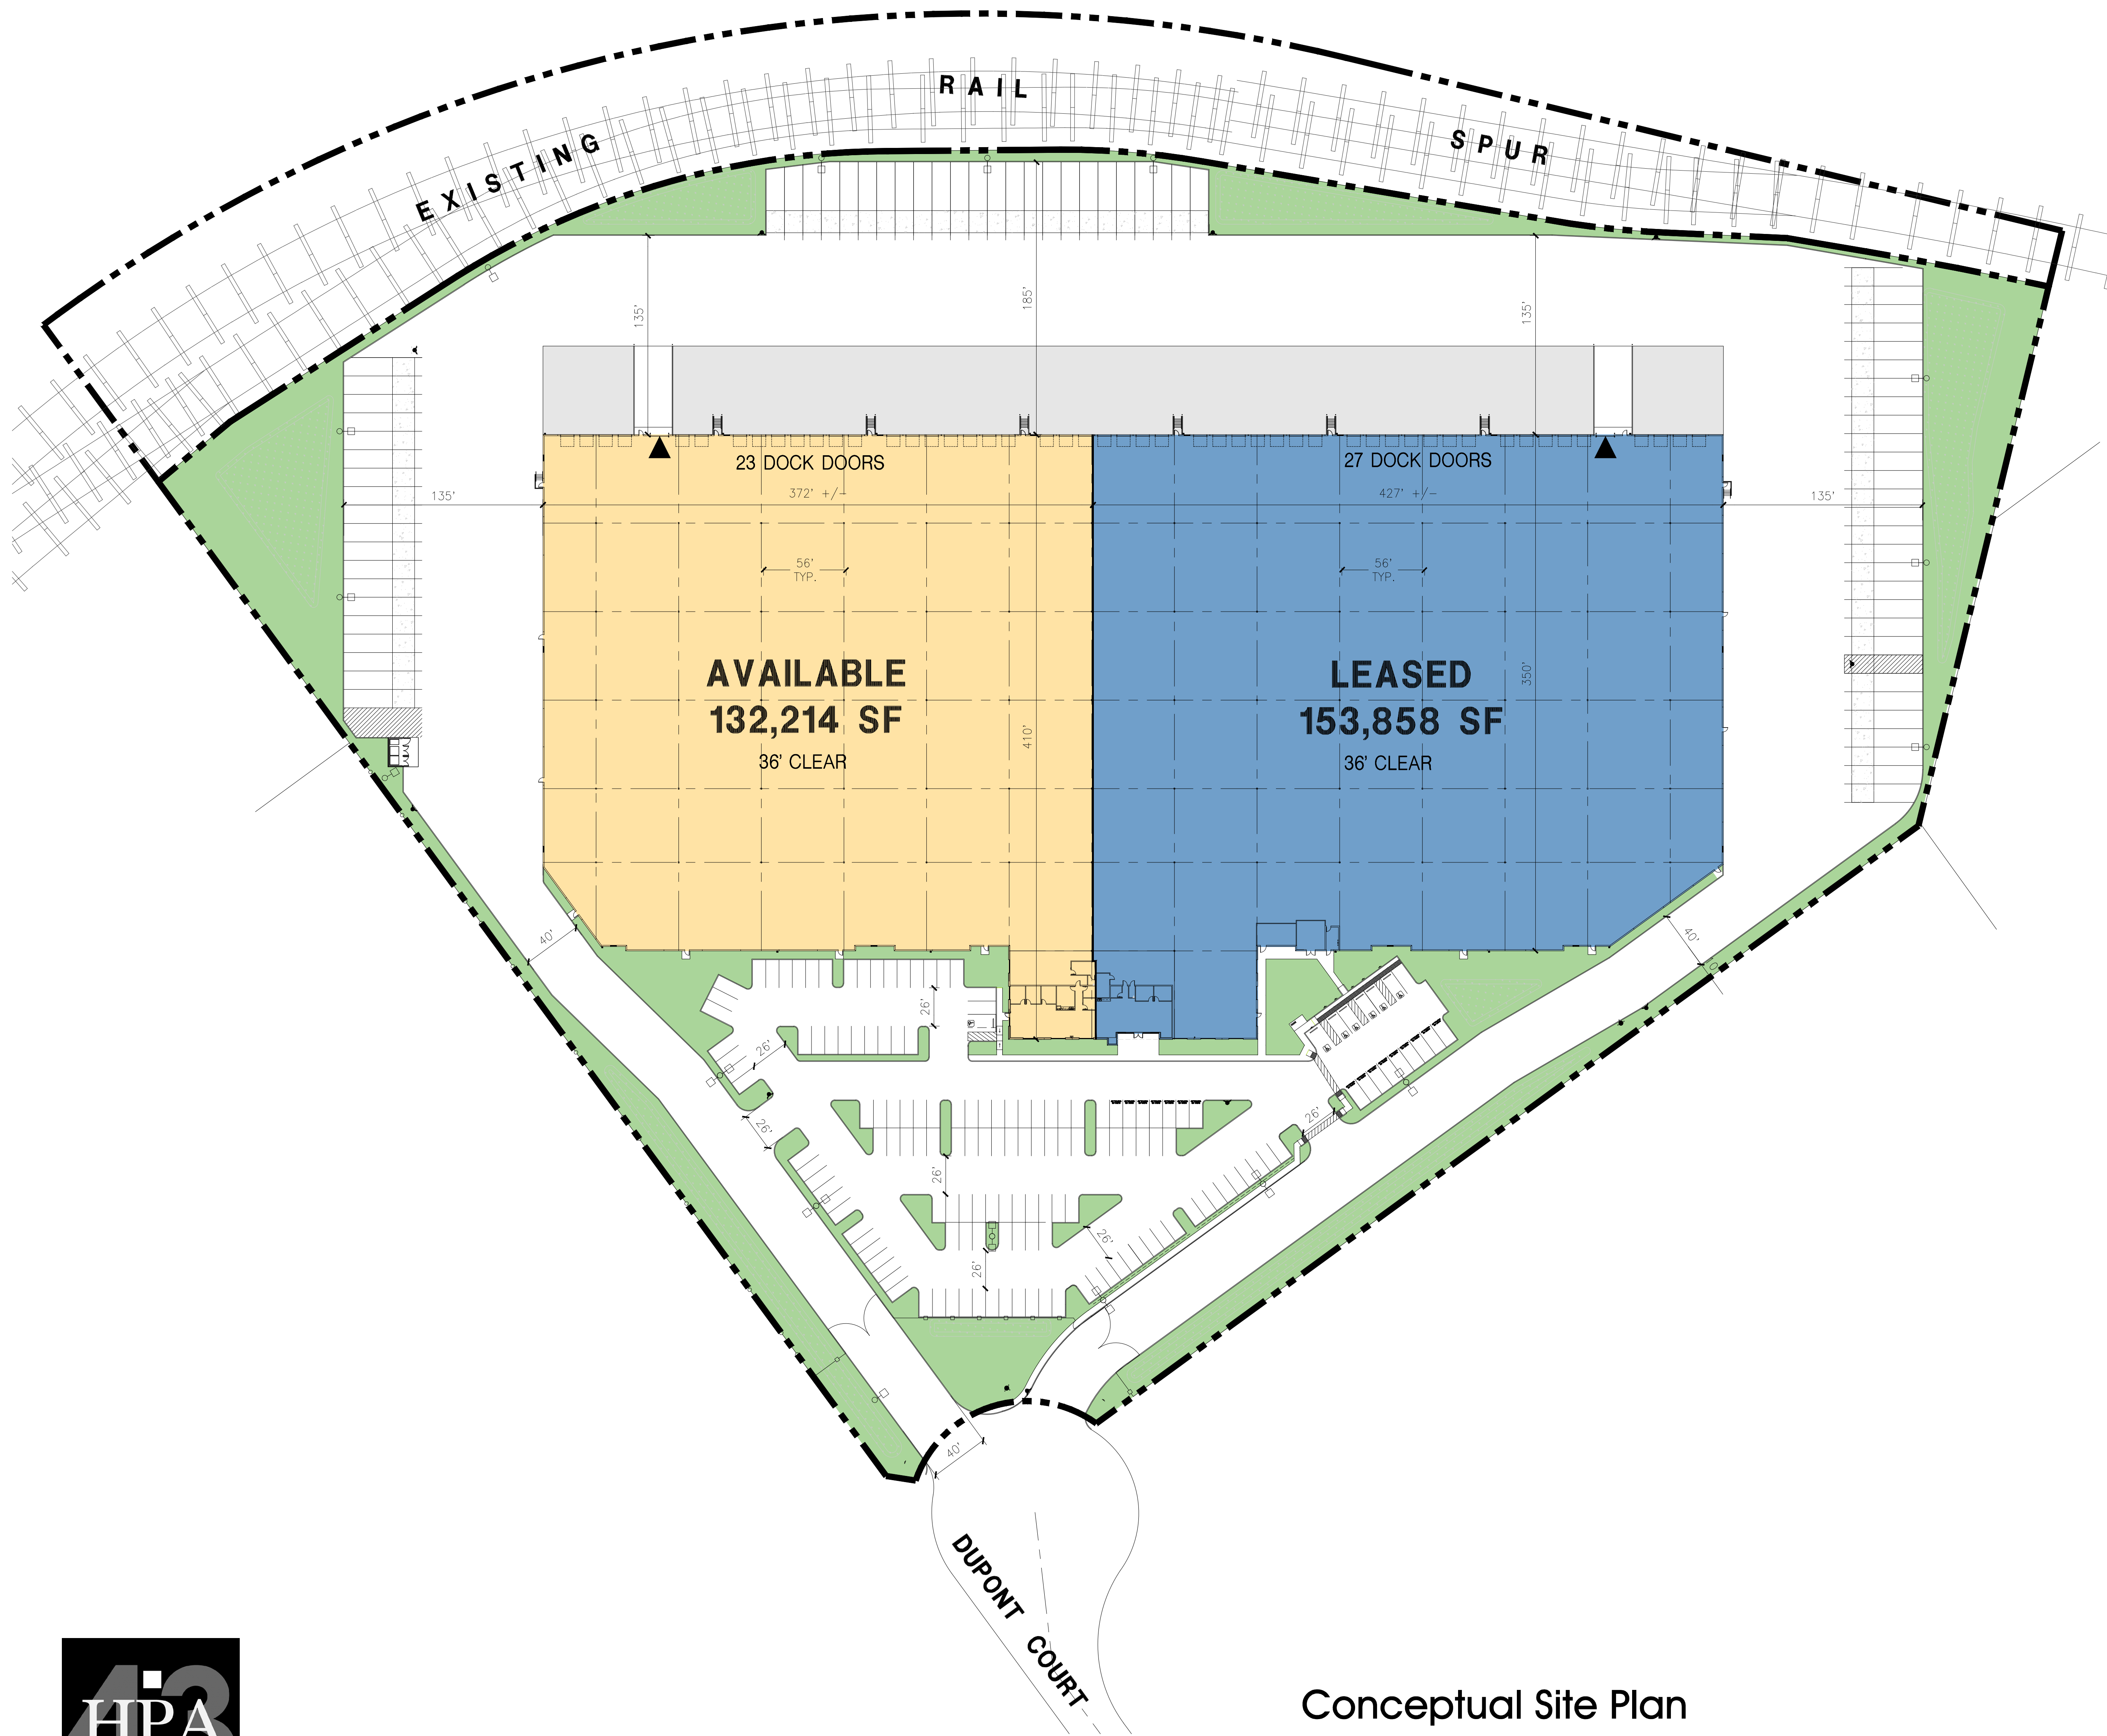 RAIL
EXISTING
SPUR
135'
185'
135'
23 DOCK DOORS
27 DOCK DOORS
135'
372' +/-
427' +/-
135'
56'
TYP.
56'
TYP.
AVAILABLE
132,214 SF
36' CLEAR
410'
LEASED
153,858 SF
36' CLEAR
350'
40'
40'
26'
26'
26'
26'
26'
26'
26'
40'
DUPONT COURT
43
HPA
Conceptual Site Plan